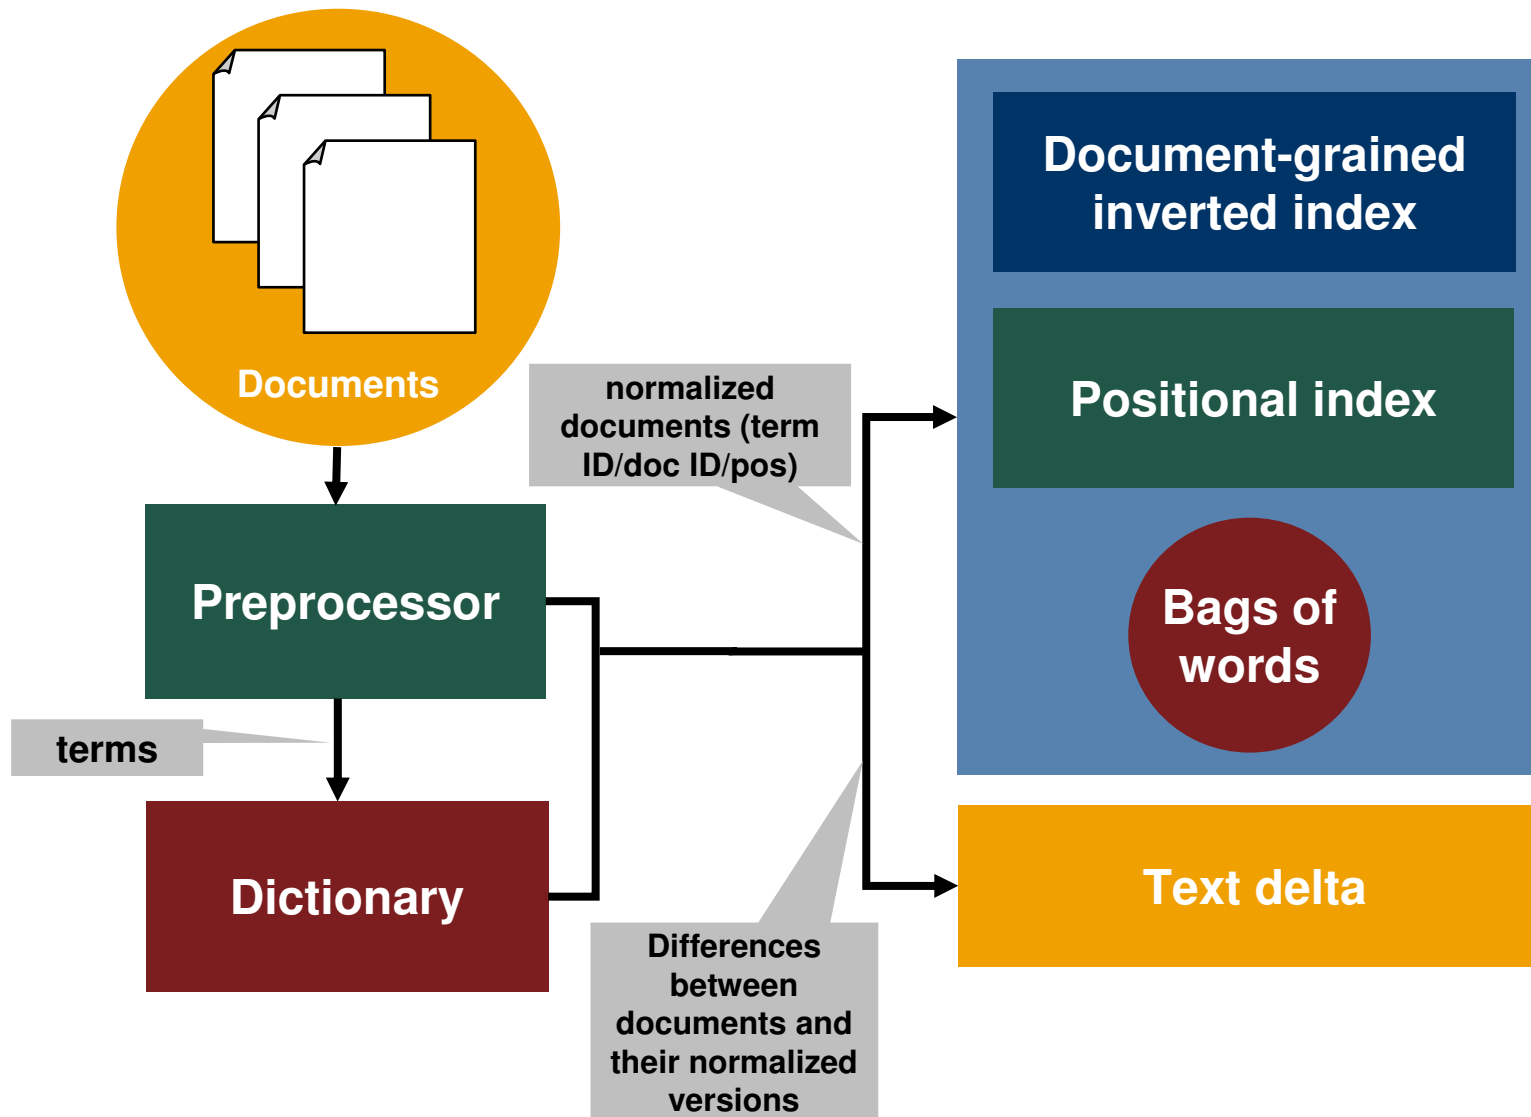 Documents
normalized
documents (term
ID/doc ID/pos)
Document-grained
inverted index
Positional index
Bags of
words
Preprocessor
terms
Dictionary
Text delta
Differences
between
documents and
their normalized
versions